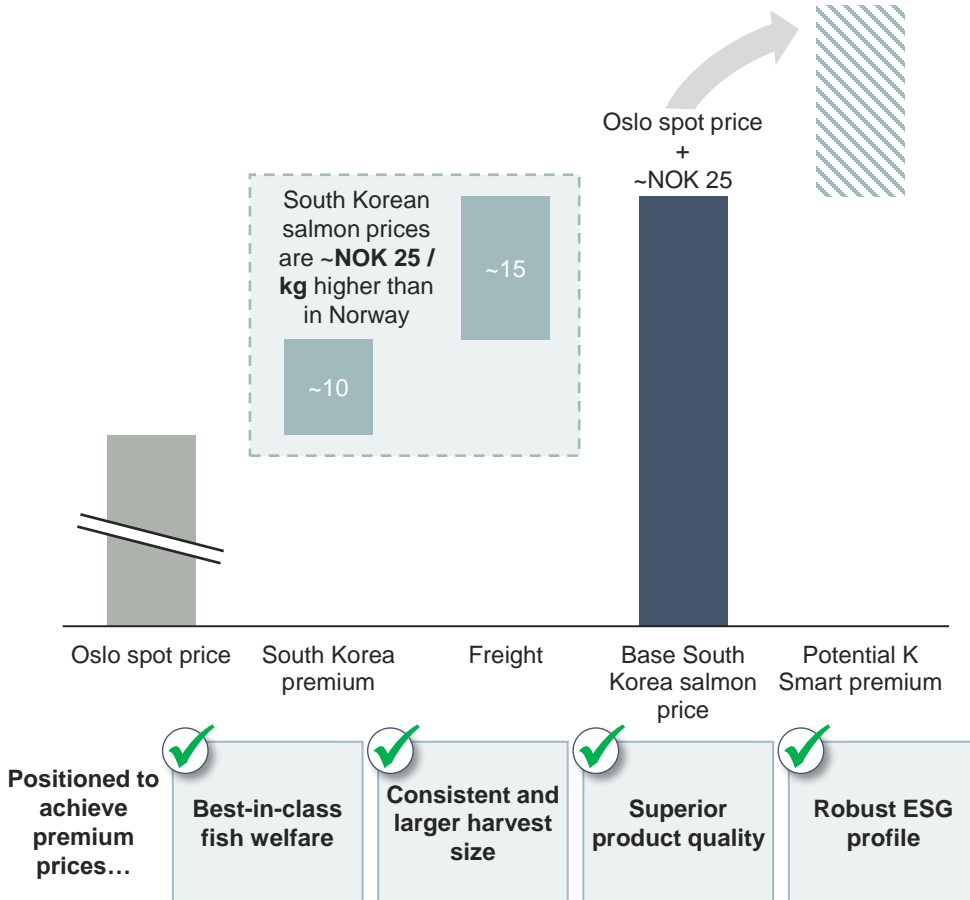 Oslo spot price
+
~NOK 25
South Korean
salmon prices
are ~NOK 25 /
kg higher than
in Norway
~15
~10
Oslo spot price
South Korea
premium
Freight
Base South
Korea salmon
price
Potential K
Smart premium
Positioned to
achieve
premium
prices…
Best-in-class
fish welfare
Consistent and
larger harvest
size
Superior
product quality
Robust ESG
profile